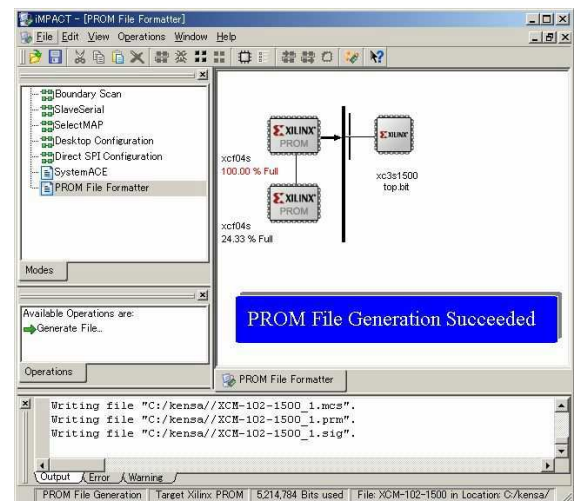 iMPACT - [PROM File Formatter]
File Edit View Operations Window Help
Boundary Scan
SlaveSerial
SelectMAP
Desktop Configuration
Direct SPI Configuration
SystemACE
PROM File Formatter
Modes
Available Operations are:
Generate File...
Operations
XILINX
PROM
xcf04s
100.00 % Full
XILINX
PROM
xcf04s
24.33 % Full
XILINX
xc3s1500
top.bit
PROM File Generation Succeeded
PROM File Formatter
Writing file "C:/kensa//XCM-102-1500_1.mcs".
Writing file "C:/kensa//XCM-102-1500_1.prm".
Writing file "C:/kensa//XCM-102-1500_1.sig".
Output Error Warning
PROM File Generation Target Xilinx PROM 5,214,784 Bits used File: XCM-102-1500 in Location: C:/kensa/